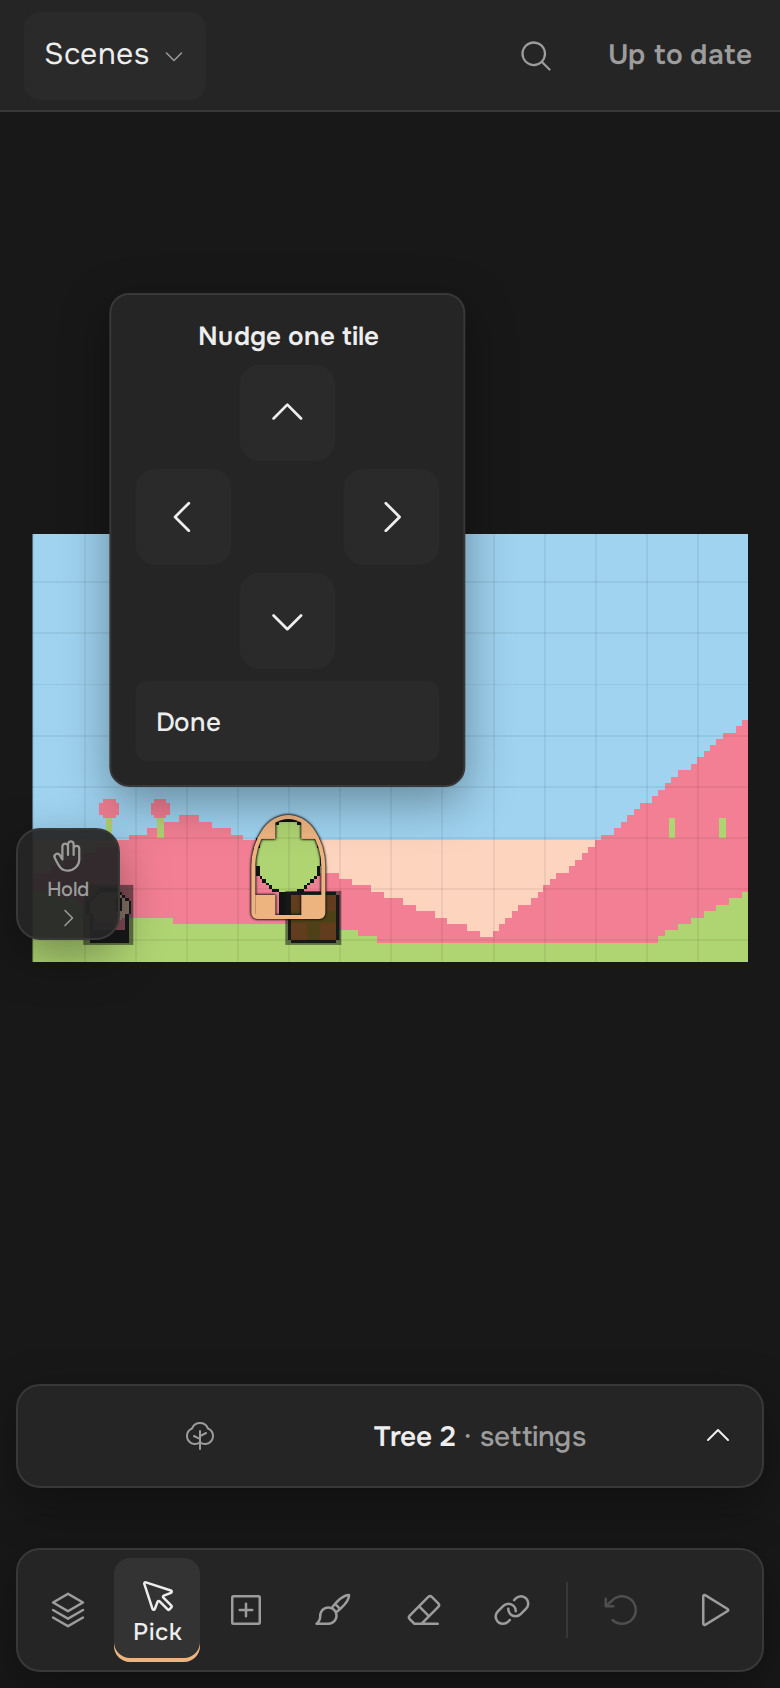 Scenes
Up to date
Nudge one tile
Done
Hold
Tree 2 · settings
Pick